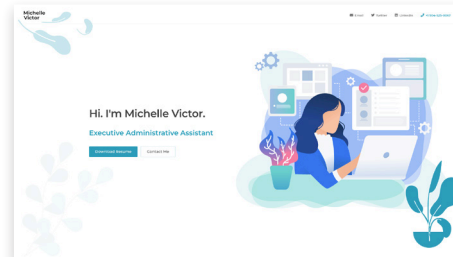 Michelle
Victor
Email Twitter LinkedIn
Hi. I'm Michelle Victor.
Executive Administrative Assistant
Download Resume Contact Me